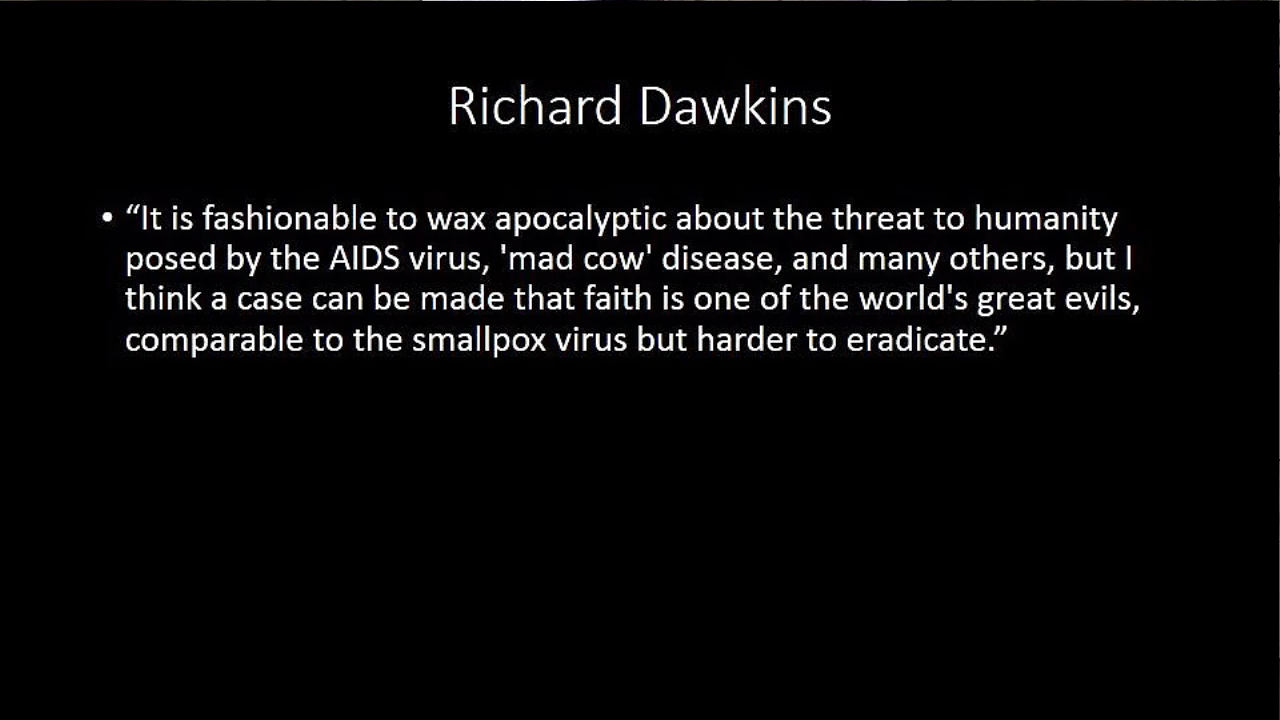 Richard Dawkins
• “It is fashionable to wax apocalyptic about the threat to humanity
posed by the AIDS virus, 'mad cow' disease, and many others, but I
think a case can be made that faith is one of the world's great evils,
comparable to the smallpox virus but harder to eradicate.”